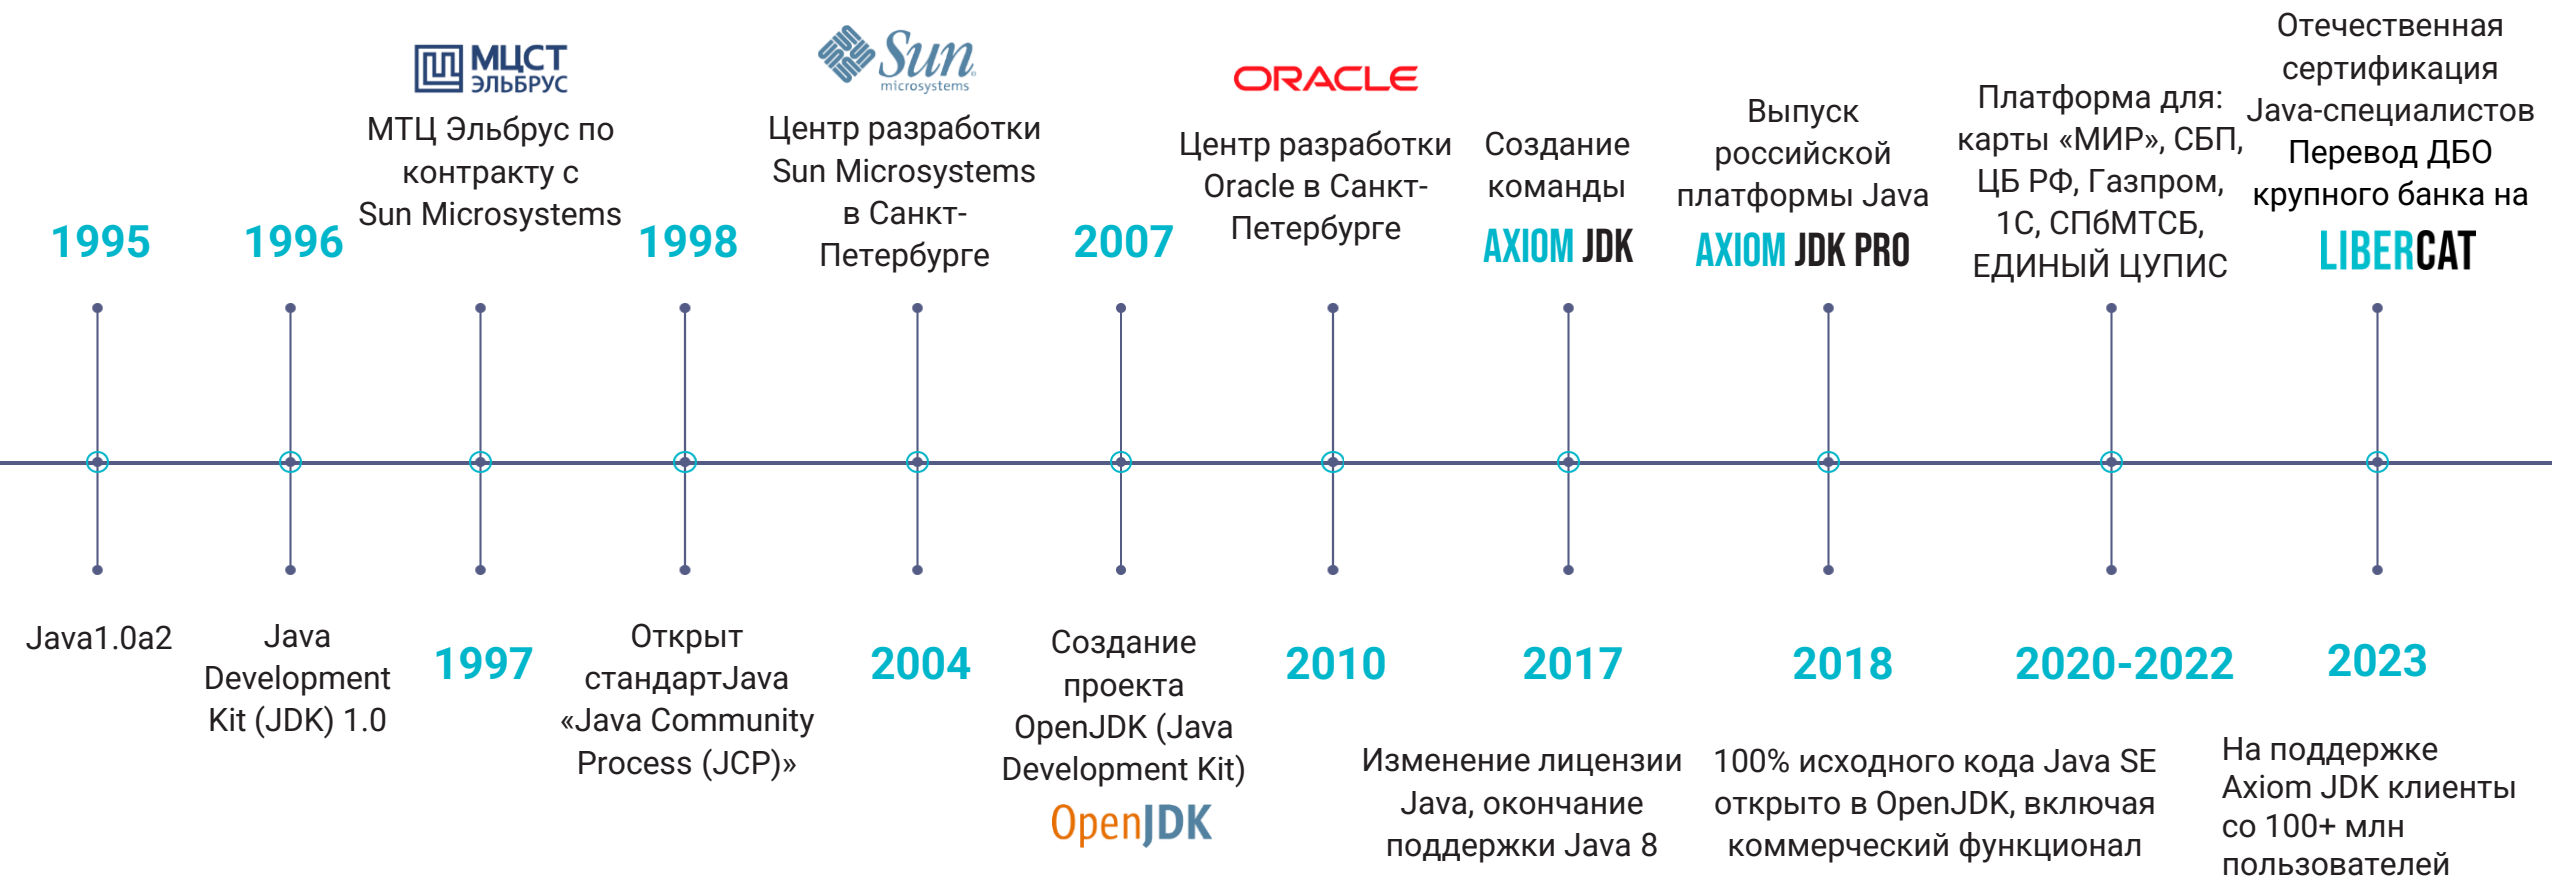 1995
Java1.0a2
1996
Java
Development
Kit (JDK) 1.0
МЦСТ
ЭЛЬБРУС
МТЦ Эльбрус по
контракту с
Sun Microsystems
1997
1998
Открыт
стандартJava
«Java Community
Process (JCP)»
Sun
microsystems
Центр разработки
Sun Microsystems
в Санкт-
Петербурге
2004
2007
Создание
проекта
OpenJDK (Java
Development Kit)
OpenJDK
ORACLE
Центр разработки
Oracle в Санкт-
Петербурге
2010
Создание
команды
AXIOM JDK
2017
Изменение лицензии
Java, окончание
поддержки Java 8
Выпуск
российской
платформы Java
AXIOM JDK PRO
2018
100% исходного кода Java SE
открыто в OpenJDK, включая
коммерческий функционал
Платформа для:
карты «МИР», СБП,
ЦБ РФ, Газпром,
1С, СПбМТСБ,
ЕДИНЫЙ ЦУПИС
2020-2022
Отечественная
сертификация
Java-специалистов
Перевод ДБО
крупного банка на
LIBERCAT
2023
На поддержке
Axiom JDK клиенты
со 100+ млн
пользователей